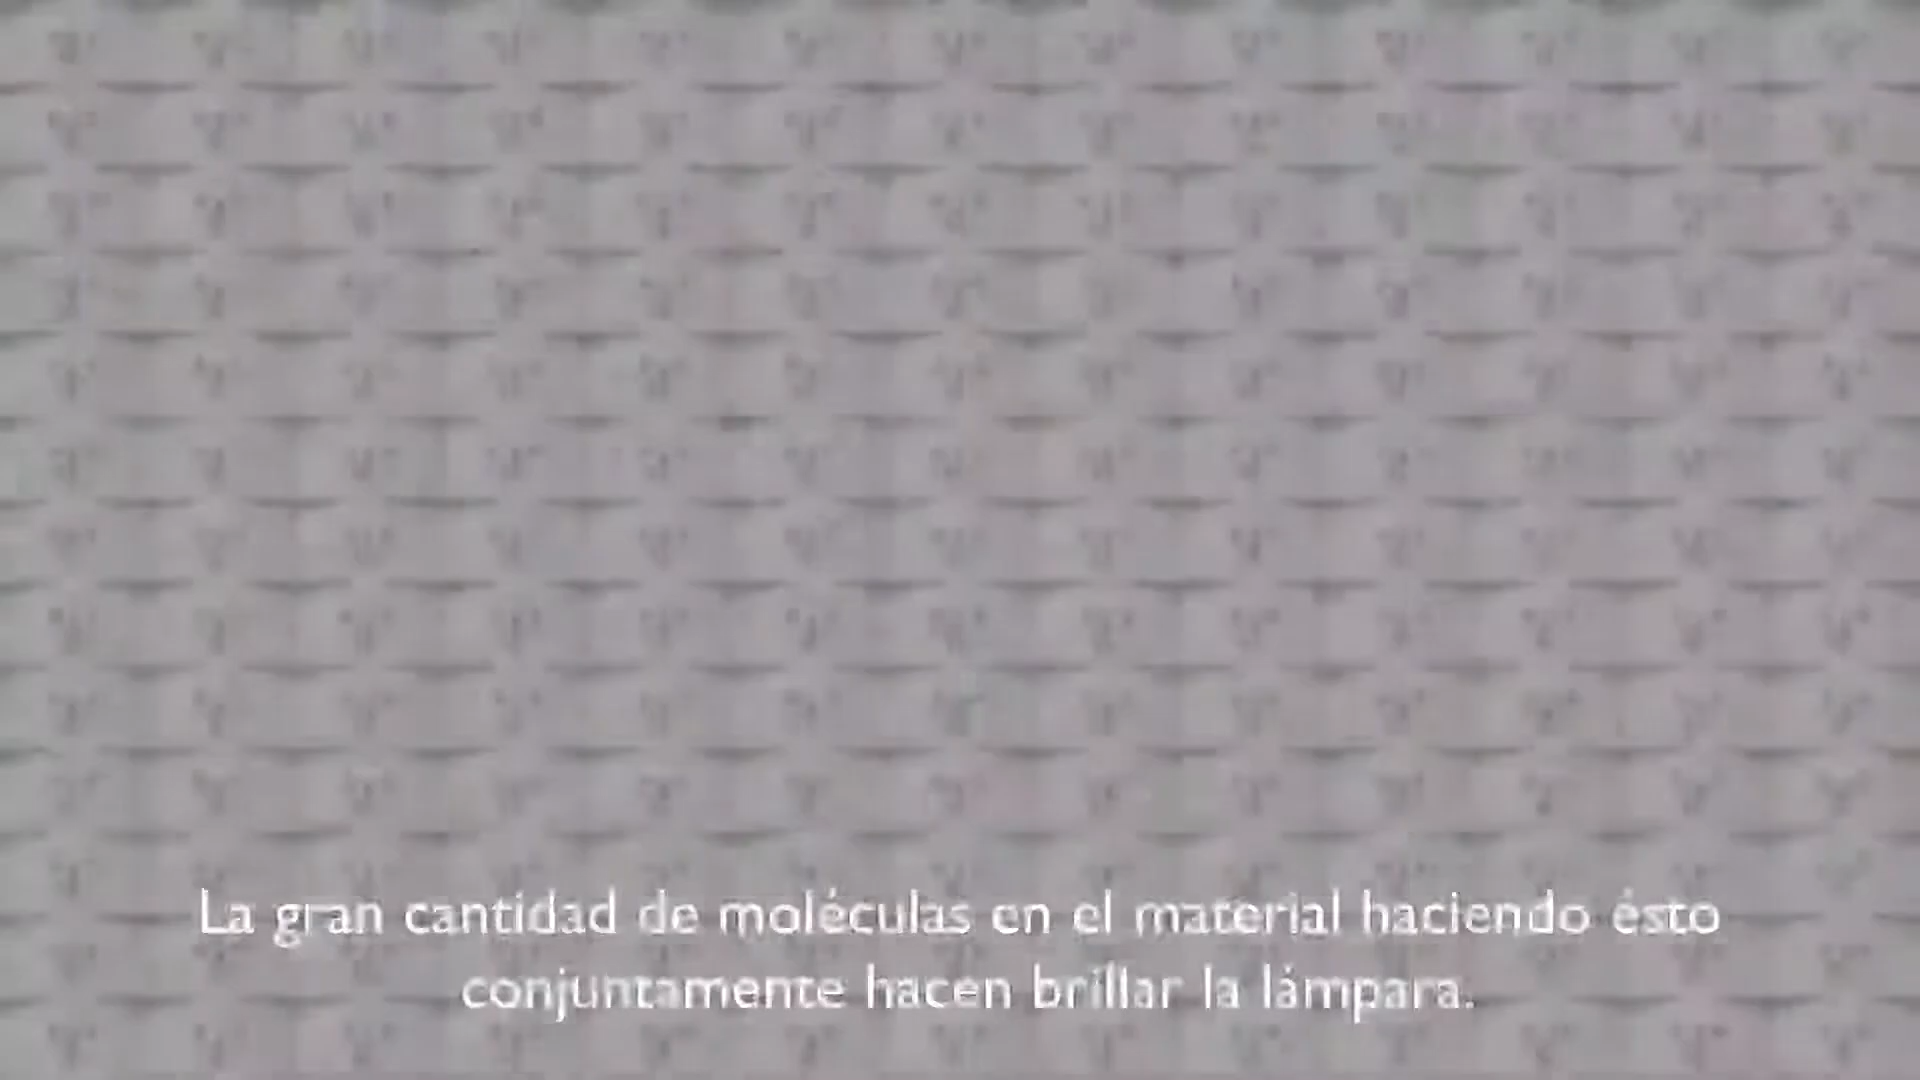 La gran cantidad de moléculas en el material haciendo ésto
conjuntamente hacen brillar la lámpara.